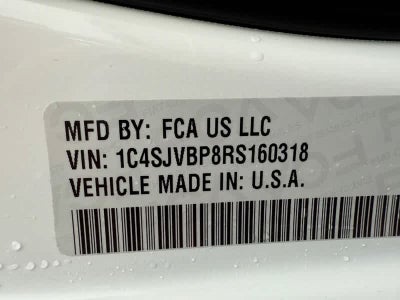 MFD BY: FCA US LLC
VIN: 1C4SJVBP8RS160318
VEHICLE MADE IN: U.S.A.